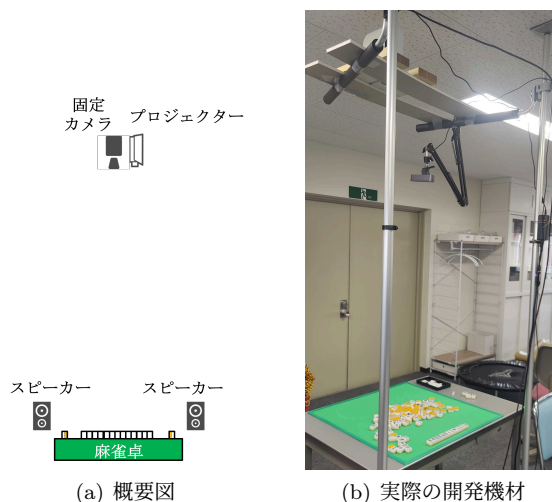 固定
カメラ
プロジェクター
スピーカー
スピーカー
麻雀卓
(a) 概要図
(b) 実際の開発機材